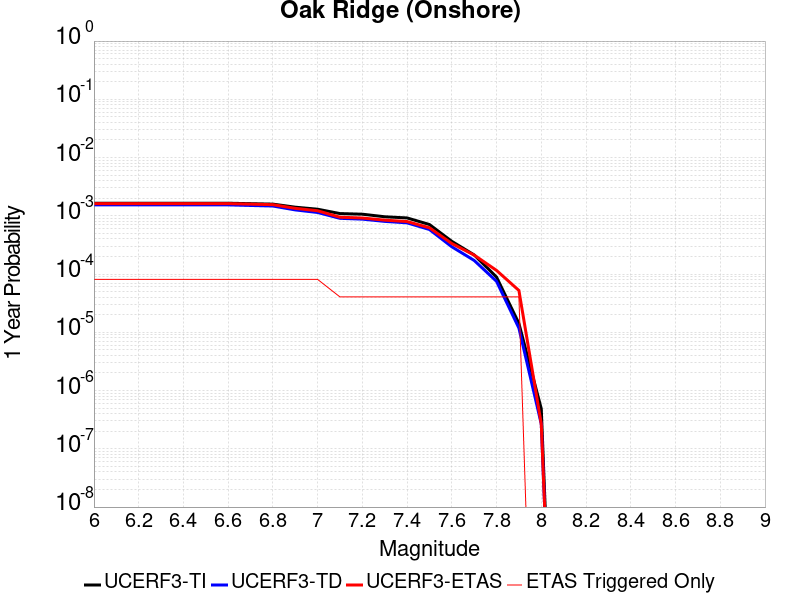 Oak Ridge (Onshore)
10^0
10^-1
10^-2
10^-3
10^-4
10^-5
10^-6
10^-7
10^-8
1 Year Probability
6 6.2 6.4 6.6 6.8 7 7.2 7.4 7.6 7.8 8 8.2 8.4 8.6 8.8 9
Magnitude
UCERF3-TI UCERF3-TD UCERF3-ETAS ETAS Triggered Only